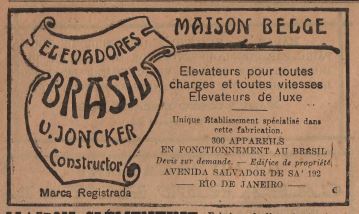 ELEVADORES
BRASIL
V. JONCKER
Constructor
Marca Registrada
MAISON BELGE
Elevateurs pour toutes
charges et toutes vitesses
Elevateurs de luxe
Unique Établissement spécialisé dans
cette fabrication.
300 APPAREILS
EN FONCTIONNEMENT AU BRÉSIL
Devis sur demande. — Edifice de propriété
AVENIDA SALVADOR DE SA' 192
— RIO DE JANEIRO —